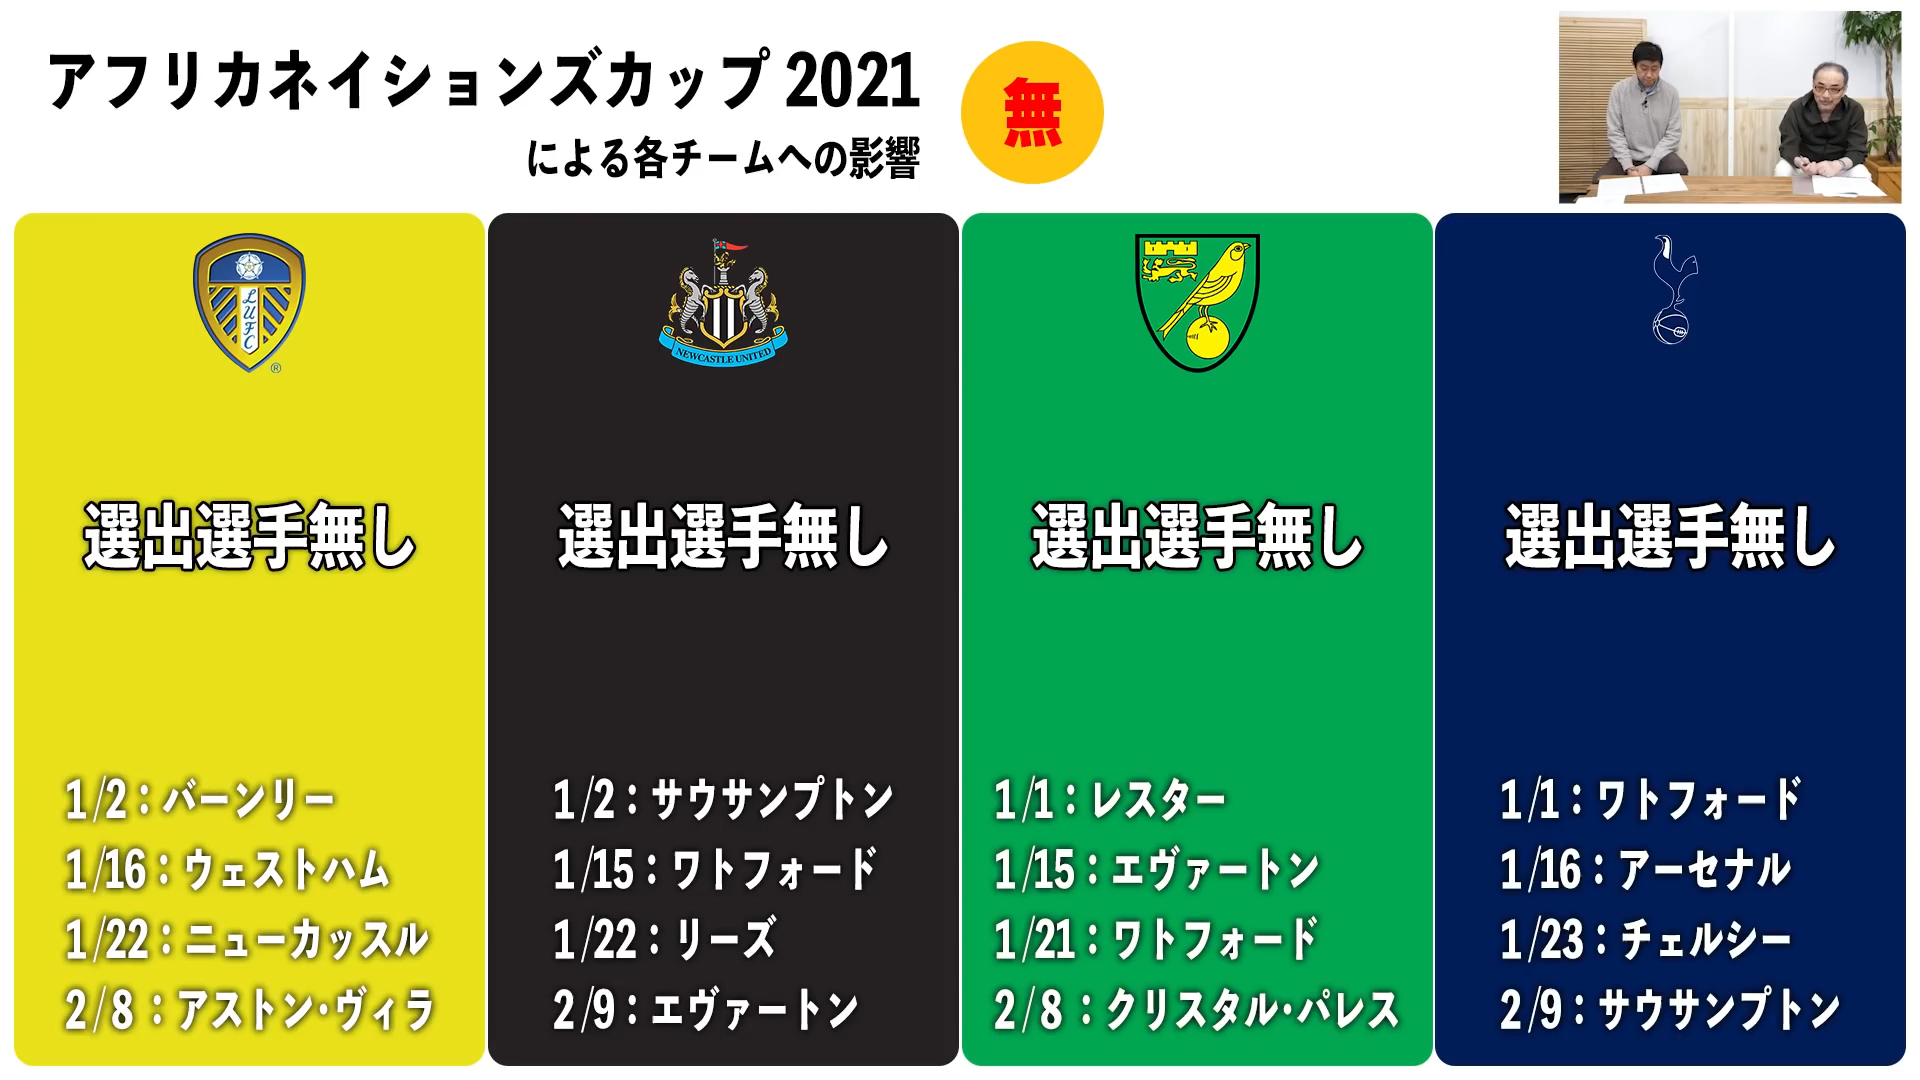 アフリカネイションズカップ 2021
による各チームへの影響
無
LUFC
®
選出選手無し
1/2：バーンリー
1/16：ウェストハム
1/22：ニューカッスル
2/8：アストン・ヴィラ
NEWCASTLE UNITED
選出選手無し
1/2：サウサンプトン
1/15：ワトフォード
1/22：リーズ
2/9：エヴァートン
選出選手無し
1/1：レスター
1/15：エヴァートン
1/21：ワトフォード
2/8：クリスタル・パレス
選出選手無し
1/1：ワトフォード
1/16：アーセナル
1/23：チェルシー
2/9：サウサンプトン